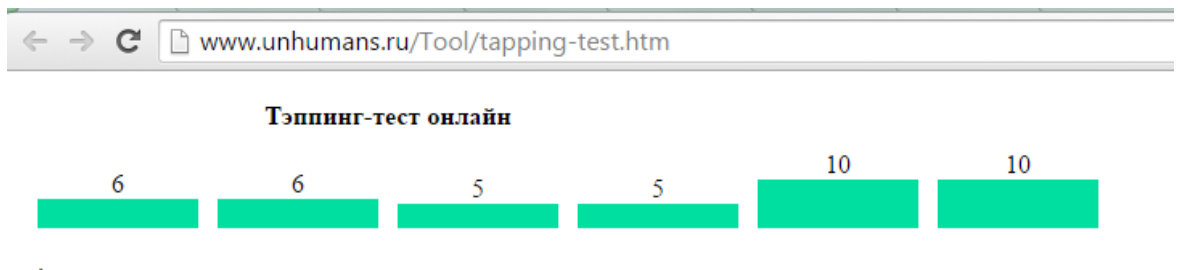 www.unhumans.ru/Tool/tapping-test.htm
Тэппинг-тест онлайн
6 6 5 5 10 10